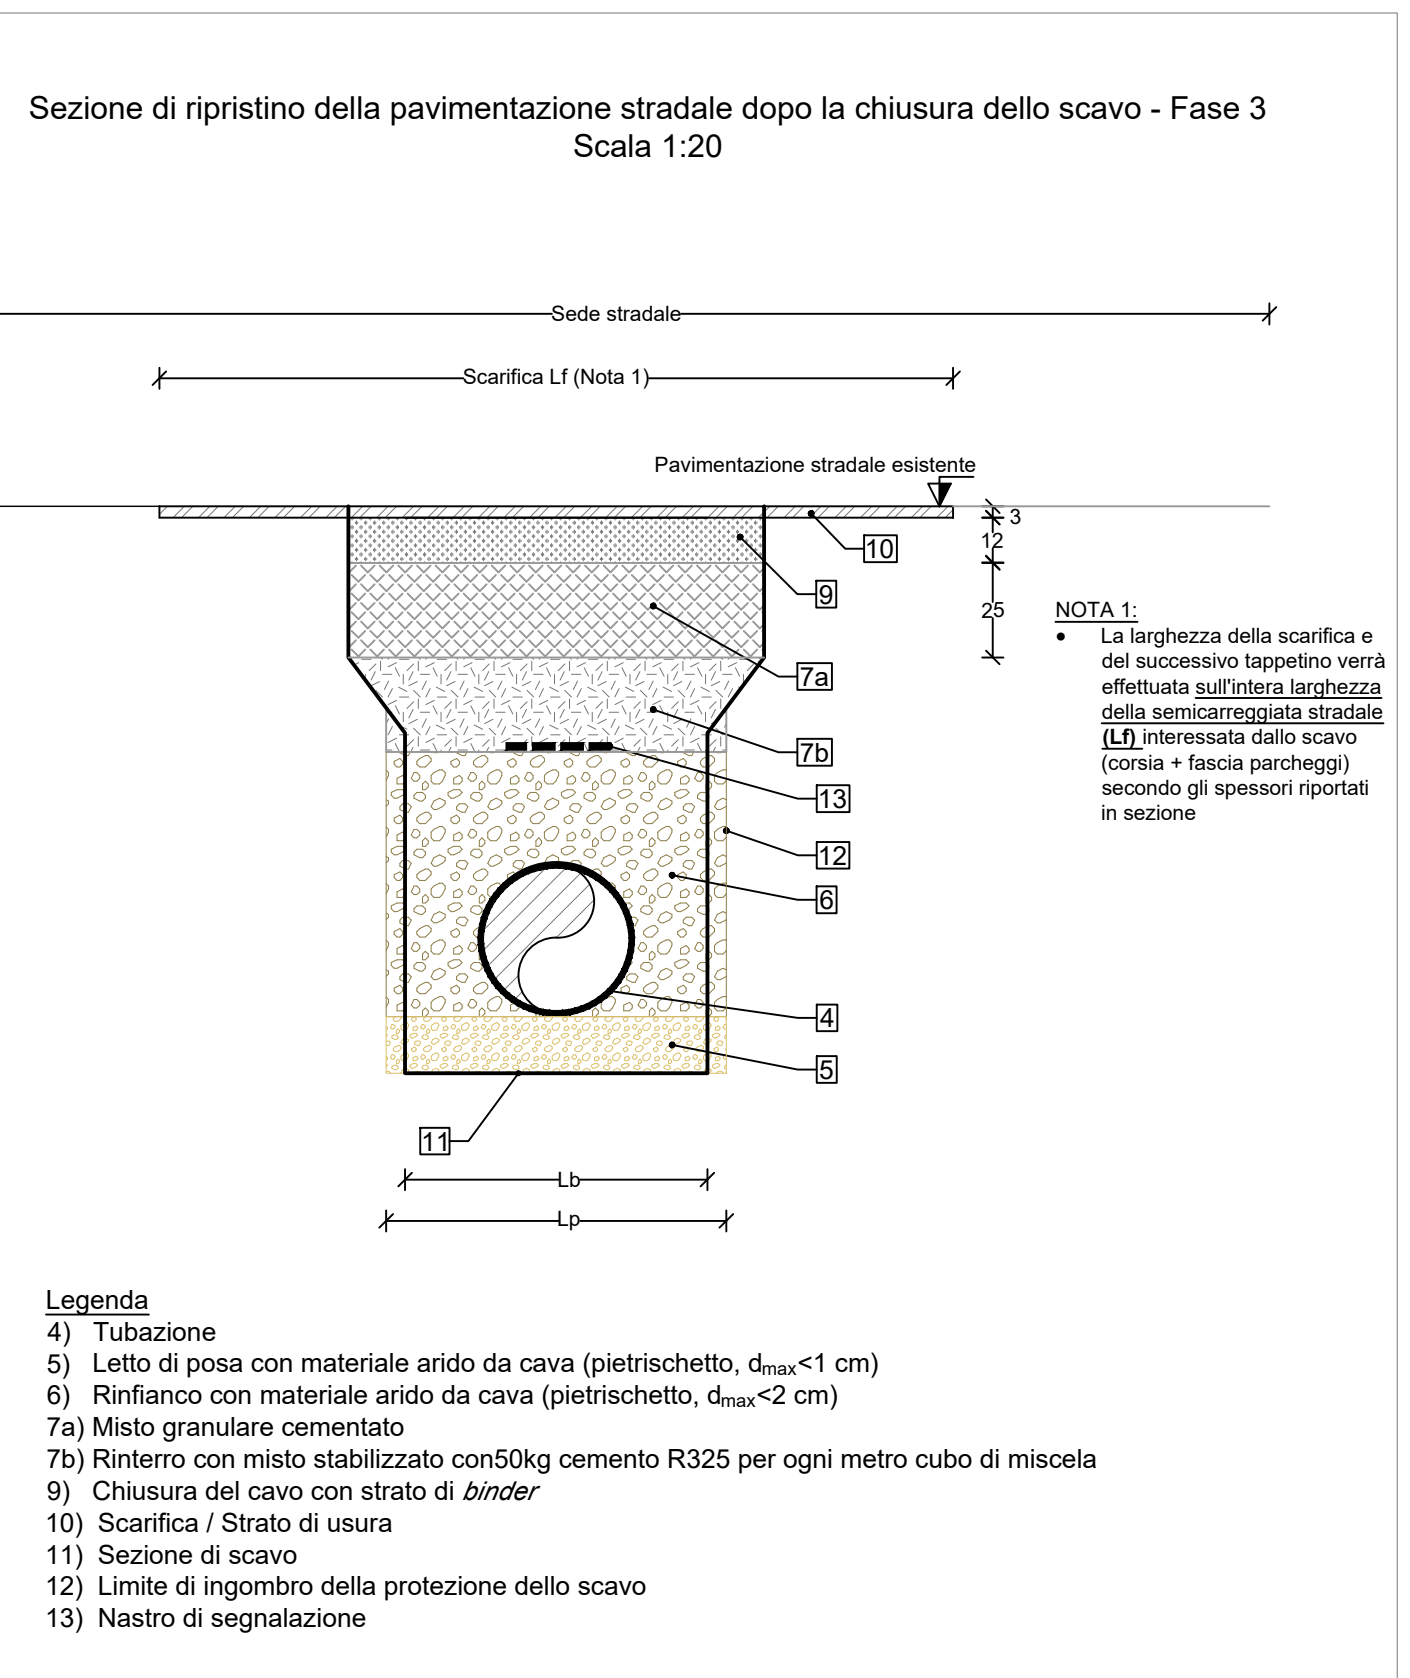 Sezione di ripristino della pavimentazione stradale dopo la chiusura dello scavo - Fase 3
Scala 1:20
Sede stradale
Scarifica Lf (Nota 1)
Pavimentazione stradale esistente
3
12
10
9
25
7a
7b
13
12
6
4
5
11
Lb
Lp
NOTA 1:
• La larghezza della scarifica e
del successivo tappetino verrà
effettuata sull'intera larghezza
della semicarreggiata stradale
(Lf) interessata dallo scavo
(corsia + fascia parcheggi)
secondo gli spessori riportati
in sezione
Legenda
4) Tubazione
5) Letto di posa con materiale arido da cava (pietrischetto, dmax<1 cm)
6) Rinfianco con materiale arido da cava (pietrischetto, dmax<2 cm)
7a) Misto granulare cementato
7b) Rinterro con misto stabilizzato con50kg cemento R325 per ogni metro cubo di miscela
9) Chiusura del cavo con strato di binder
10) Scarifica / Strato di usura
11) Sezione di scavo
12) Limite di ingombro della protezione dello scavo
13) Nastro di segnalazione